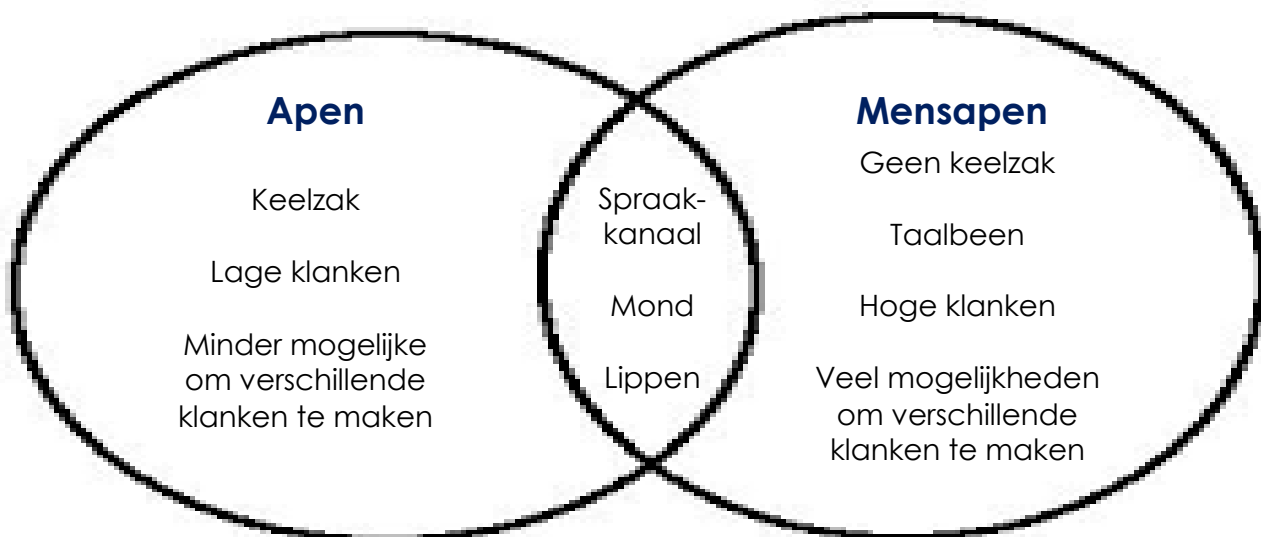 Apen
Keelzak
Lage klanken
Minder mogelijke
om verschillende
klanken te maken
Spraak-
kanaal
Mond
Lippen
Mensapen
Geen keelzak
Taalbeen
Hoge klanken
Veel mogelijkheden
om verschillende
klanken te maken